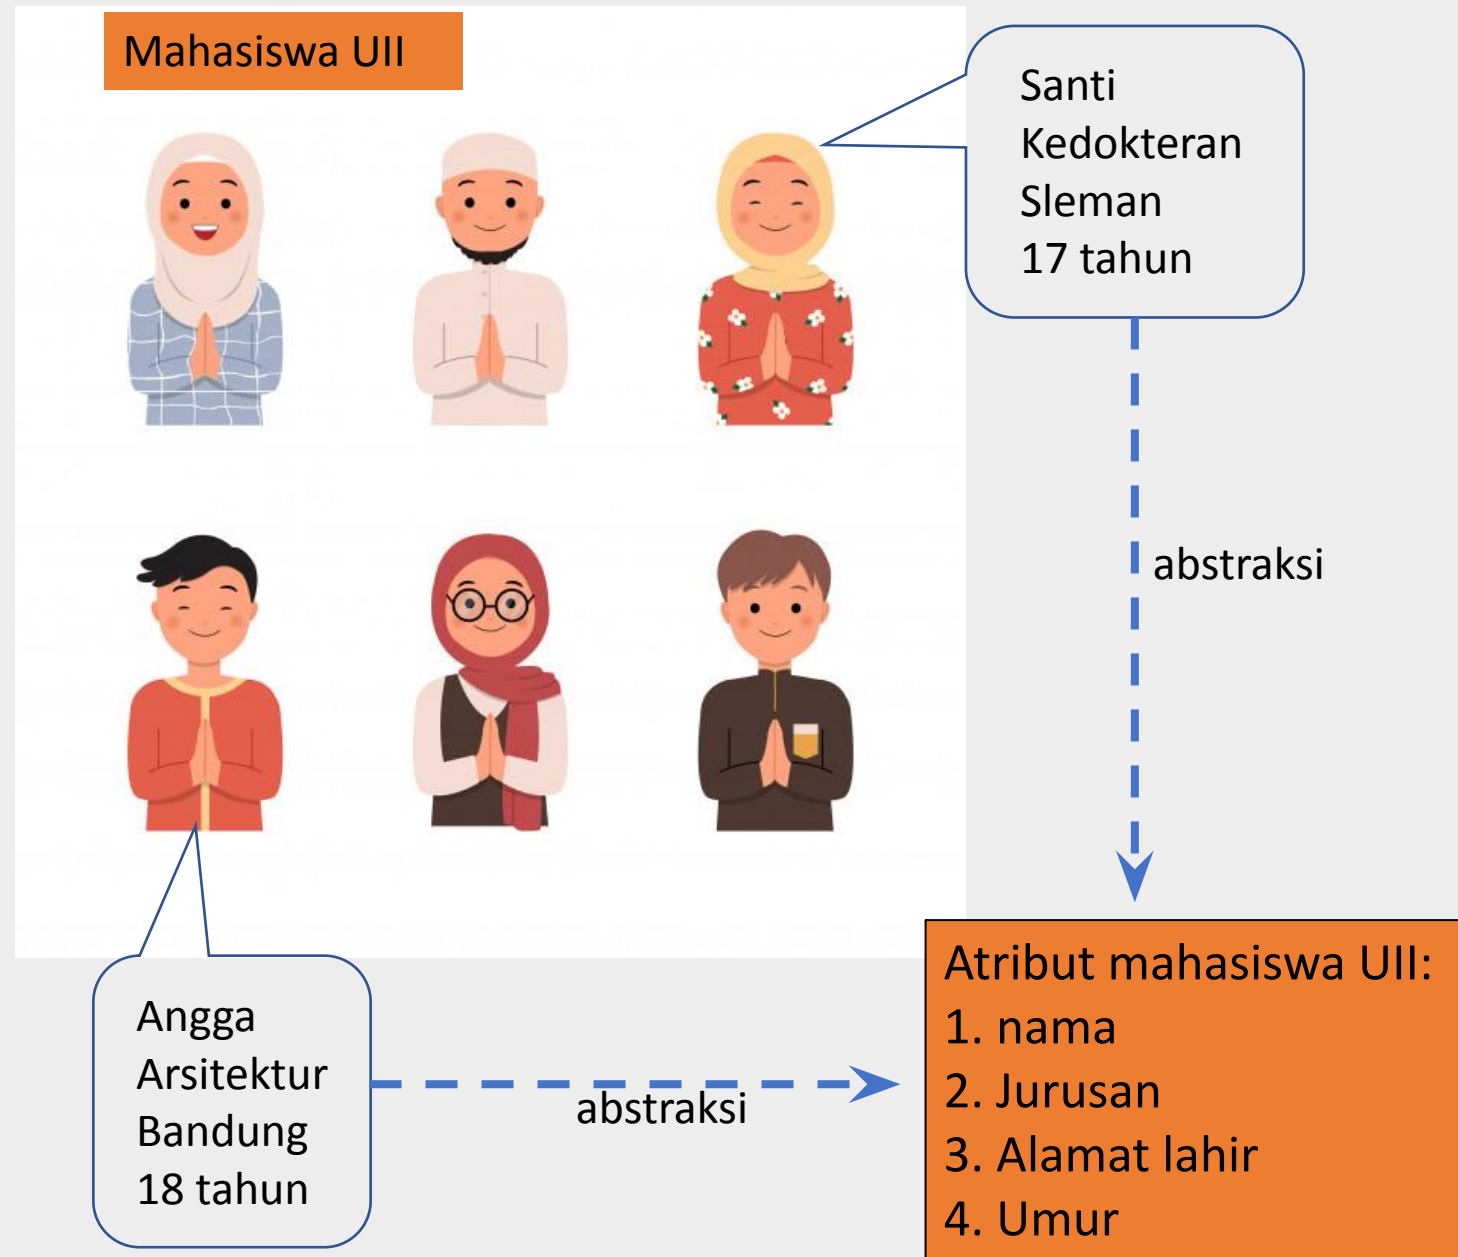 Mahasiswa UII
Santi
Kedokteran
Sleman
17 tahun
abstraksi
Angga
Arsitektur
Bandung
18 tahun
abstraksi
Atribut mahasiswa UII:
1. nama
2. Jurusan
3. Alamat lahir
4. Umur